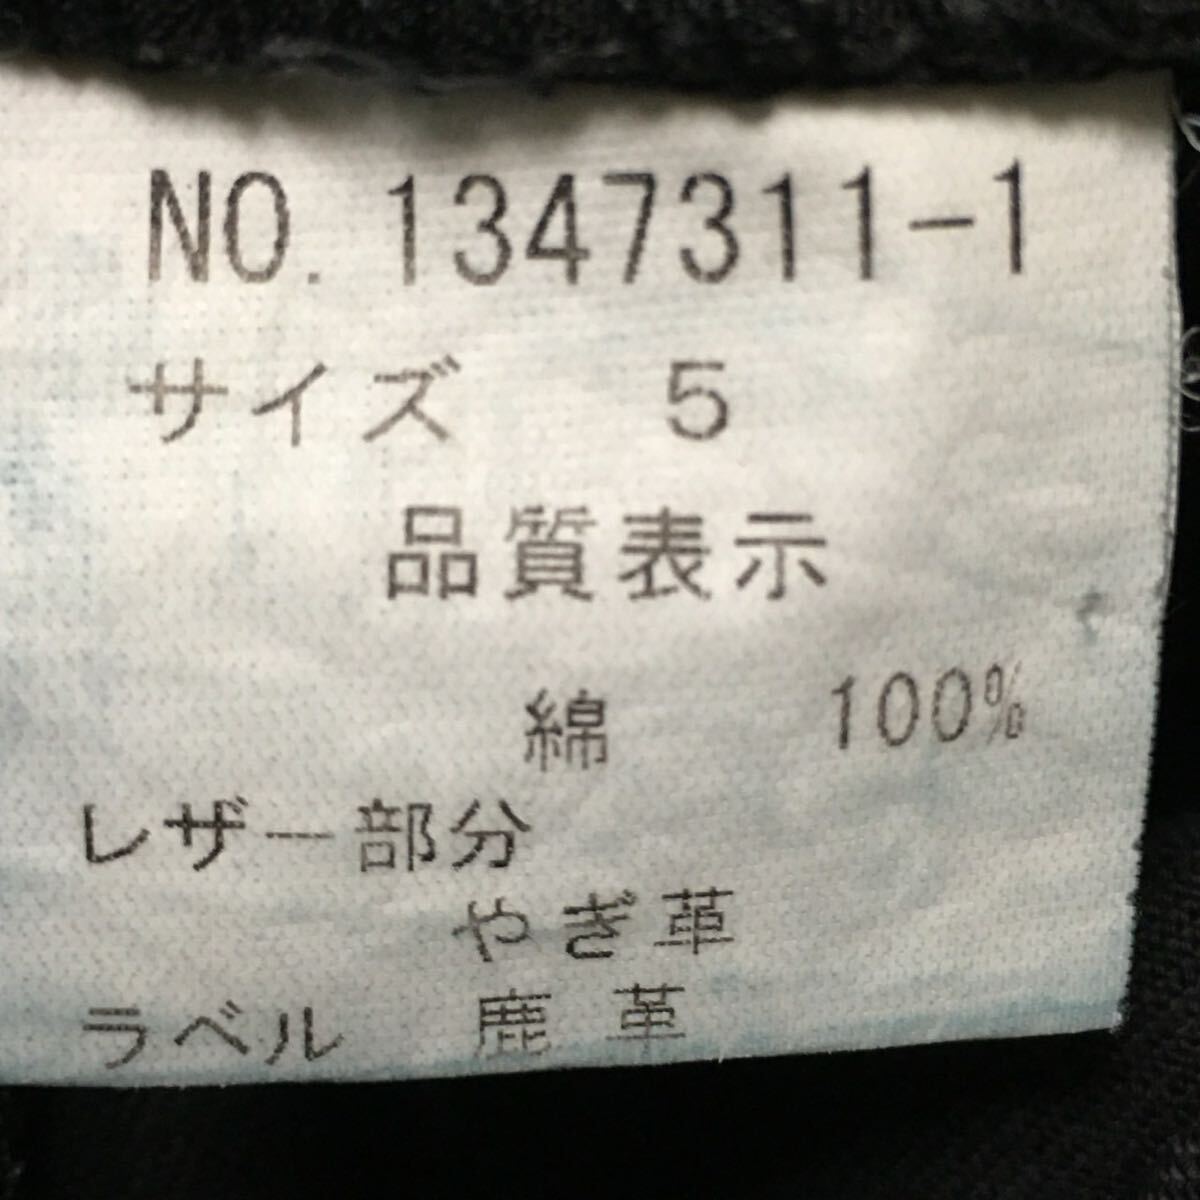 NO. 1347311-1
サイズ 5
品質表示
綿 100%
レザー部分
やぎ革
ラベル 鹿革